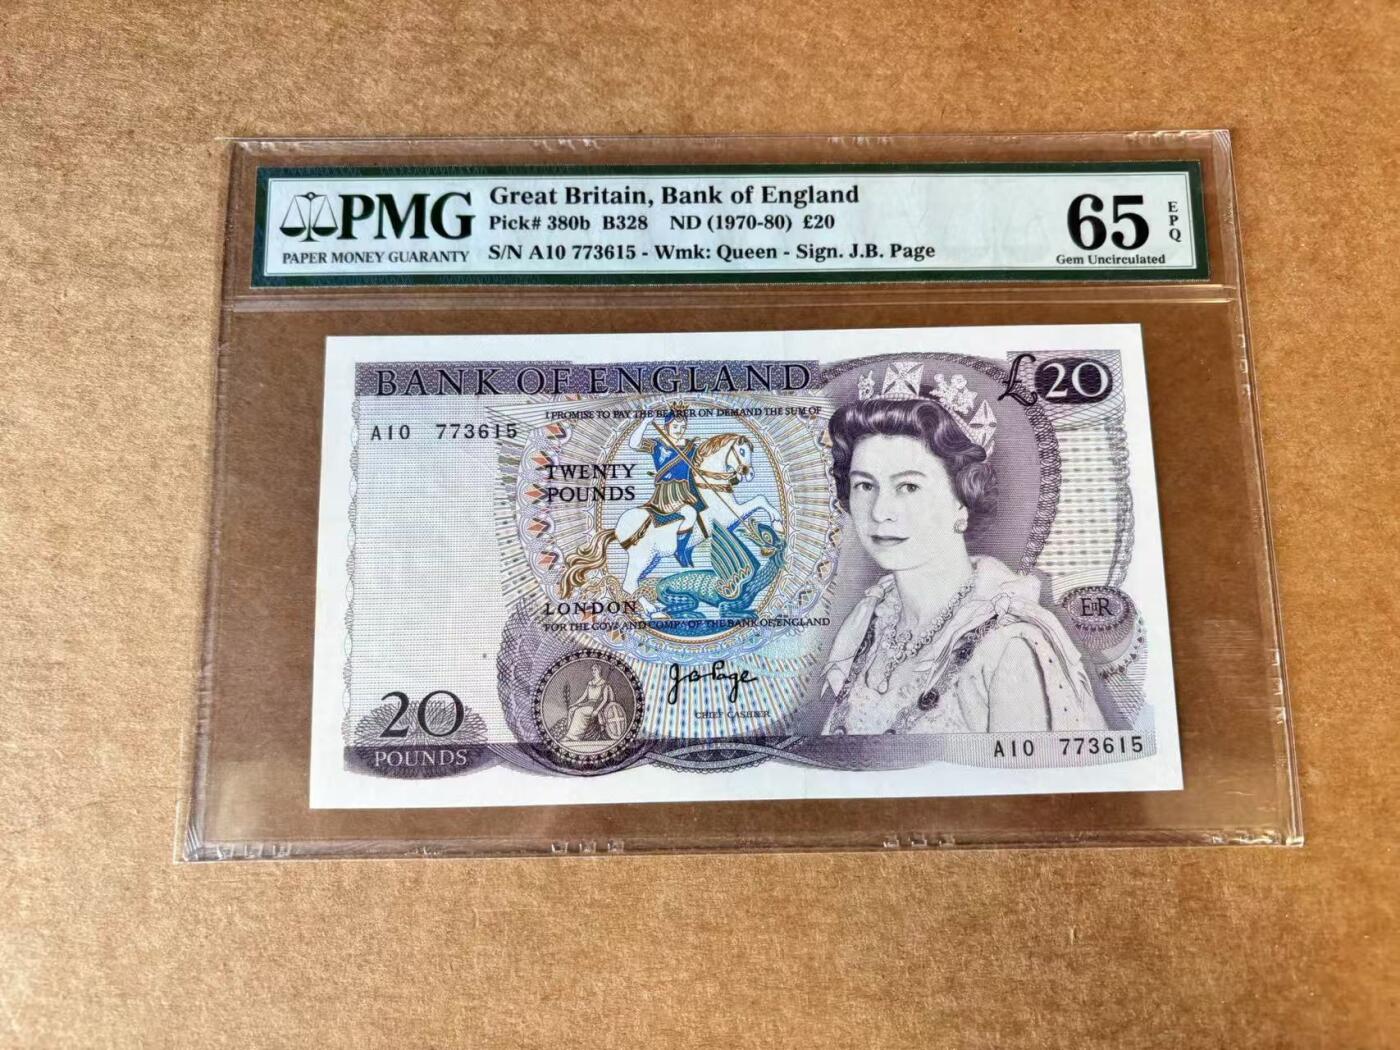 PMG
PAPER MONEY GUARANTY
Great Britain, Bank of England
Pick# 380b B328 ND (1970-80) £20
S/N A10 773615 - Wmk: Queen - Sign. J.B. Page
65
EPQ
Gem Uncirculated
BANK OF ENGLAND
£20
I PROMISE TO PAY THE BEARER ON DEMAND THE SUM OF
A10 773615
TWENTY
POUNDS
LONDON
FOR THE GOVR AND COMPA OF THE BANK OF ENGLAND
EIIR
J B Page
CHIEF CASHIER
20
POUNDS
A10 773615